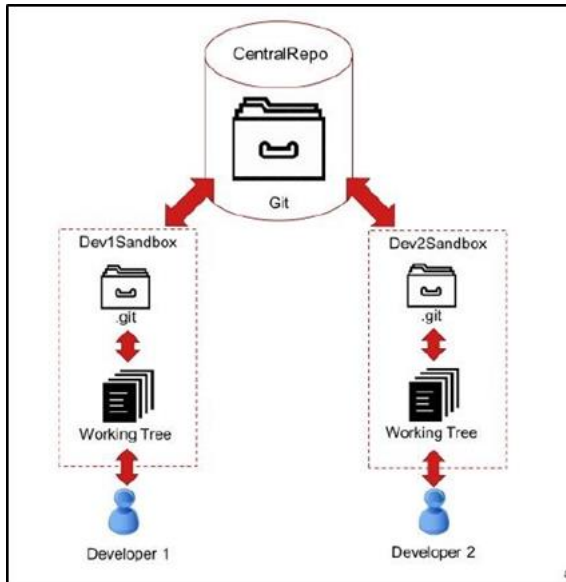 CentralRepo
Git
Dev1Sandbox
Dev2Sandbox
.git
.git
Working Tree
Working Tree
Developer 1
Developer 2